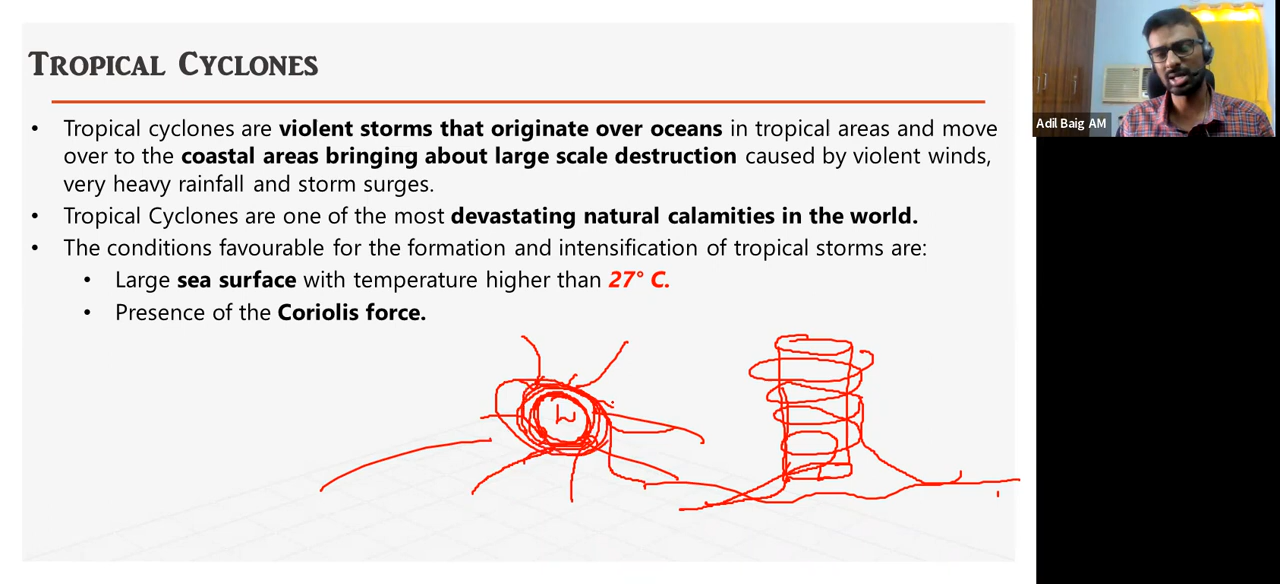 TROPICAL CYCLONES
• Tropical cyclones are violent storms that originate over oceans in tropical areas and move
over to the coastal areas bringing about large scale destruction caused by violent winds,
very heavy rainfall and storm surges.
• Tropical Cyclones are one of the most devastating natural calamities in the world.
• The conditions favourable for the formation and intensification of tropical storms are:
• Large sea surface with temperature higher than 27° C.
• Presence of the Coriolis force.
L
Adil Baig AM